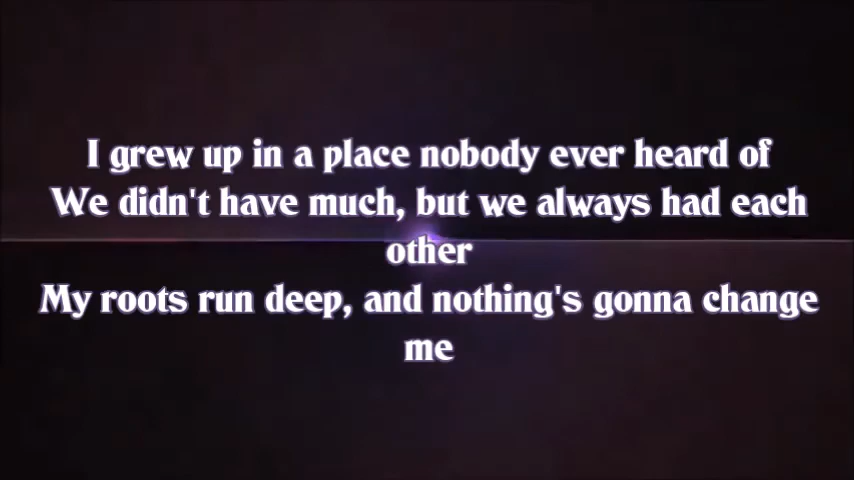 I grew up in a place nobody ever heard of
We didn't have much, but we always had each
other
My roots run deep, and nothing's gonna change
me